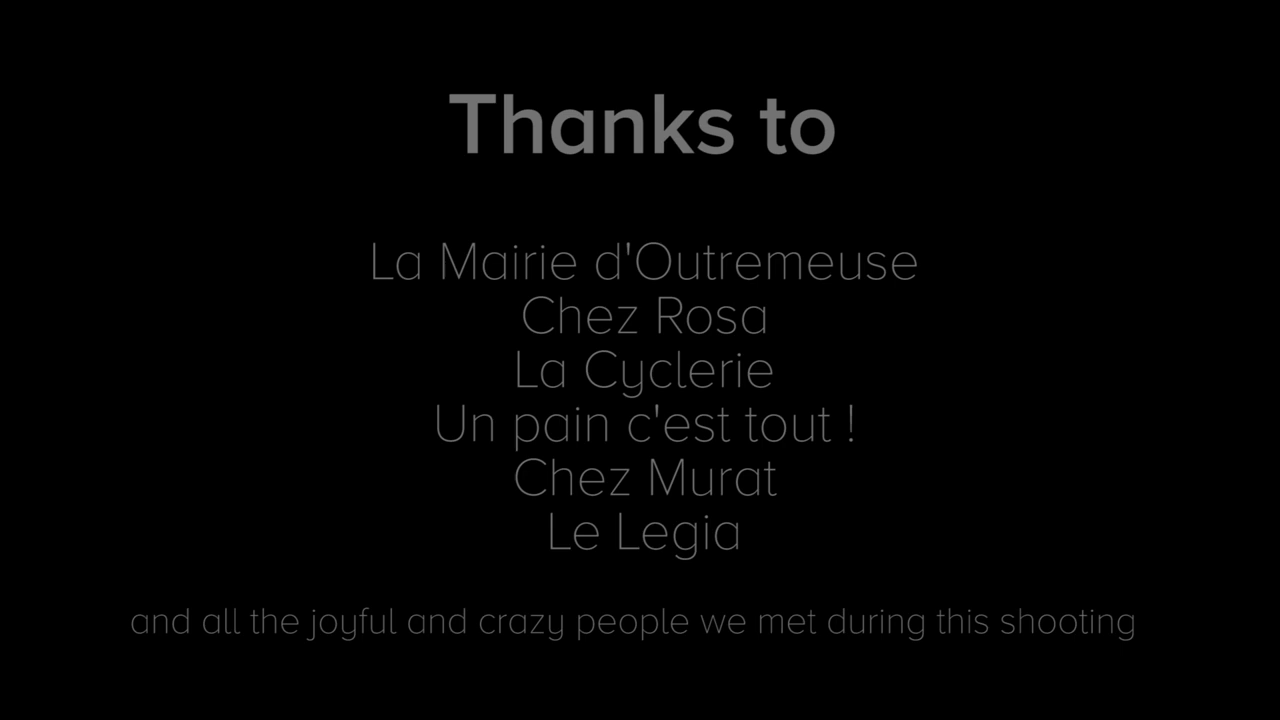 Thanks to
La Mairie d'Outremeuse
Chez Rosa
La Cyclerie
Un pain c'est tout !
Chez Murat
Le Legia
and all the joyful and crazy people we met during this shooting